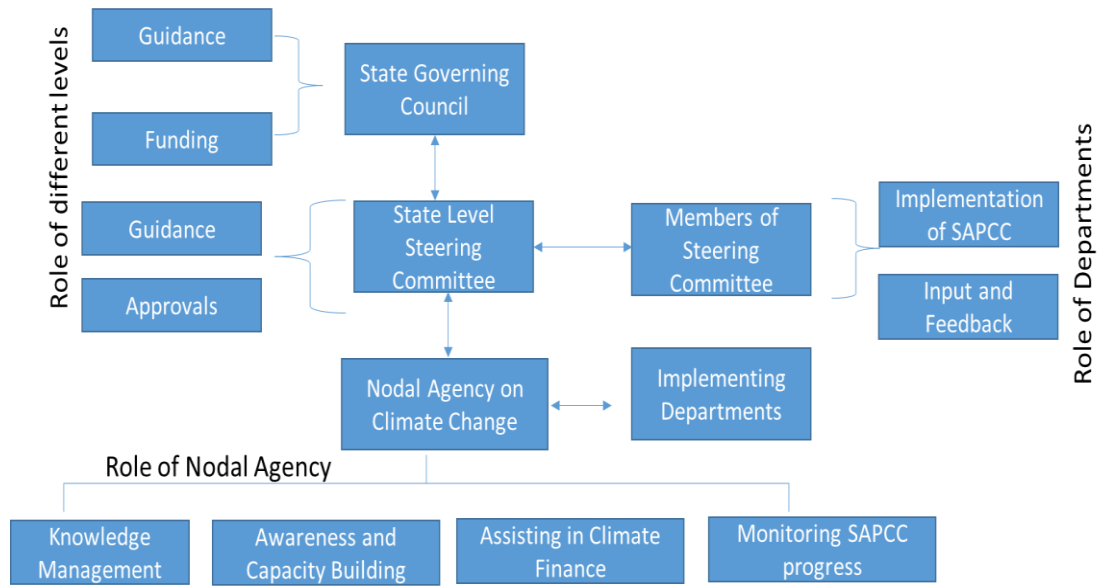 Role of different levels
Guidance
Funding
State Governing
Council
Guidance
Approvals
State Level
Steering
Committee
Members of
Steering
Committee
Implementation
of SAPCC
Input and
Feedback
Role of Departments
Nodal Agency on
Climate Change
Implementing
Departments
Role of Nodal Agency
Knowledge
Management
Awareness and
Capacity Building
Assisting in Climate
Finance
Monitoring SAPCC
progress